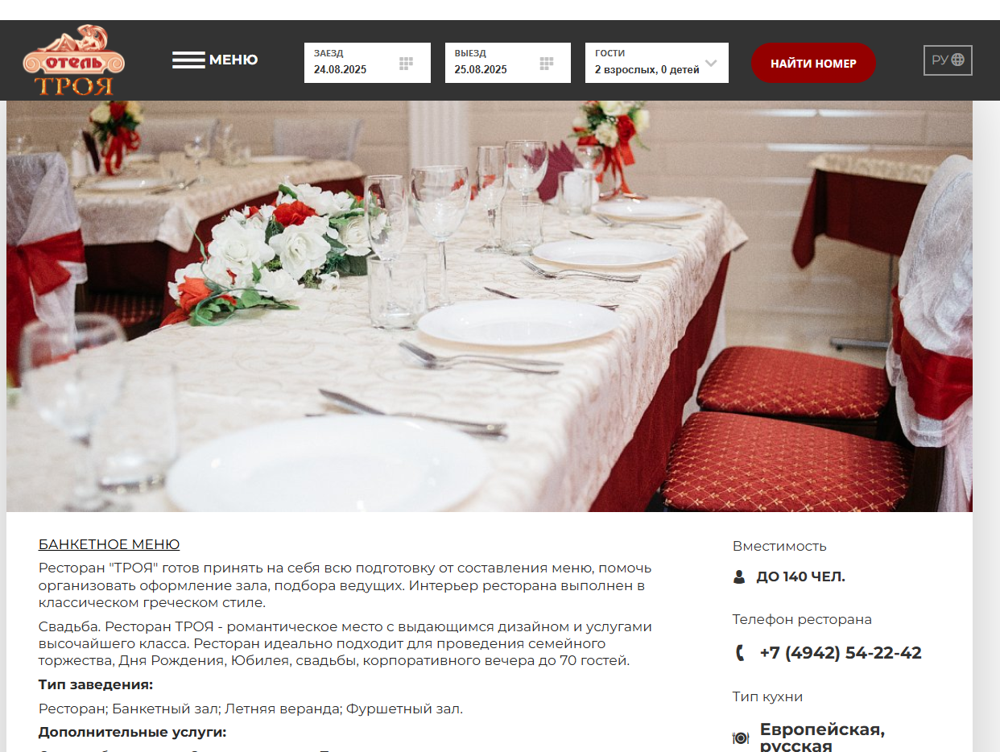 ОТЕЛЬ
ТРОЯ
МЕНЮ
ЗАЕЗД
24.08.2025
ВЫЕЗД
25.08.2025
ГОСТИ
2 взрослых, 0 детей
НАЙТИ НОМЕР
РУ
БАНКЕТНОЕ МЕНЮ
Ресторан "ТРОЯ" готов принять на себя всю подготовку от составления меню, помочь
организовать оформление зала, подбора ведущих. Интерьер ресторана выполнен в
классическом греческом стиле.
Свадьба. Ресторан ТРОЯ - романтическое место с выдающимся дизайном и услугами
высочайшего класса. Ресторан идеально подходит для проведения семейного
торжества, Дня Рождения, Юбилея, свадьбы, корпоративного вечера до 70 гостей.
Тип заведения:
Ресторан; Банкетный зал; Летняя веранда; Фуршетный зал.
Дополнительные услуги:
Вместимость
ДО 140 ЧЕЛ.
Телефон ресторана
+7 (4942) 54-22-42
Тип кухни
Европейская,
русская